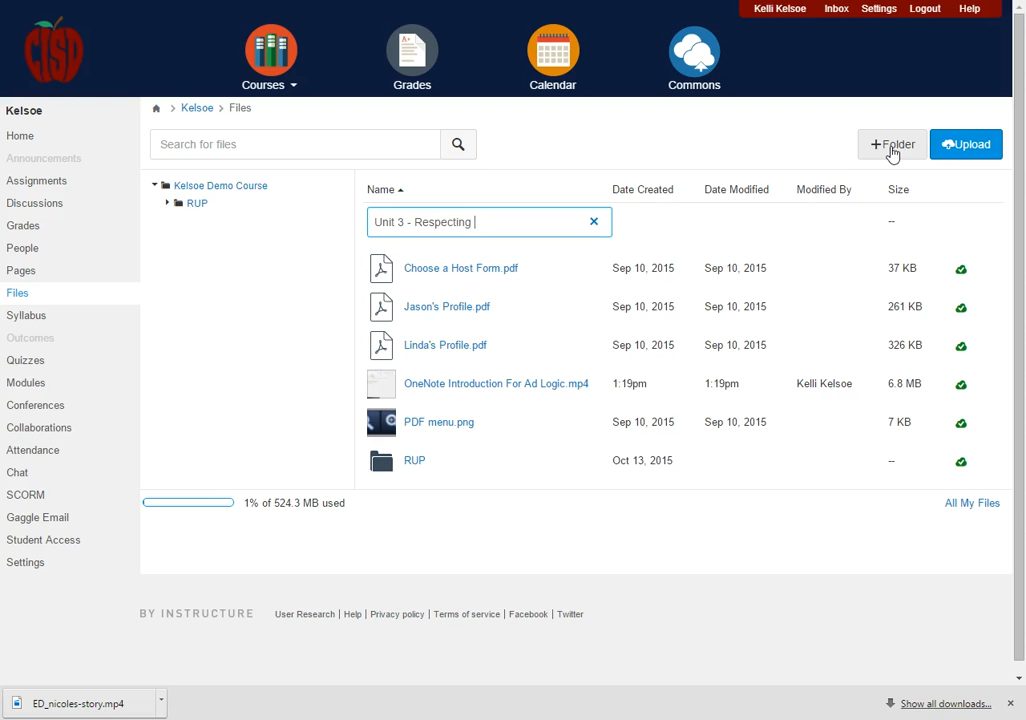 Kelli Kelsoe Inbox Settings Logout Help
CISD
Courses Grades Calendar Commons
Kelsoe
Home
Announcements
Assignments
Discussions
Grades
People
Pages
Files
Syllabus
Outcomes
Quizzes
Modules
Conferences
Collaborations
Attendance
Chat
SCORM
Gaggle Email
Student Access
Settings
> Kelsoe > Files
Search for files
+Folder Upload
Kelsoe Demo Course
RUP
Name Date Created Date Modified Modified By Size
Unit 3 - Respecting --
Choose a Host Form.pdf Sep 10, 2015 Sep 10, 2015 37 KB
Jason's Profile.pdf Sep 10, 2015 Sep 10, 2015 261 KB
Linda's Profile.pdf Sep 10, 2015 Sep 10, 2015 326 KB
OneNote Introduction For Ad Logic.mp4 1:19pm 1:19pm Kelli Kelsoe 6.8 MB
PDF menu.png Sep 10, 2015 Sep 10, 2015 7 KB
RUP Oct 13, 2015 --
1% of 524.3 MB used All My Files
BY INSTRUCTURE User Research | Help | Privacy policy | Terms of service | Facebook | Twitter
ED_nicoles-story.mp4 Show all downloads...